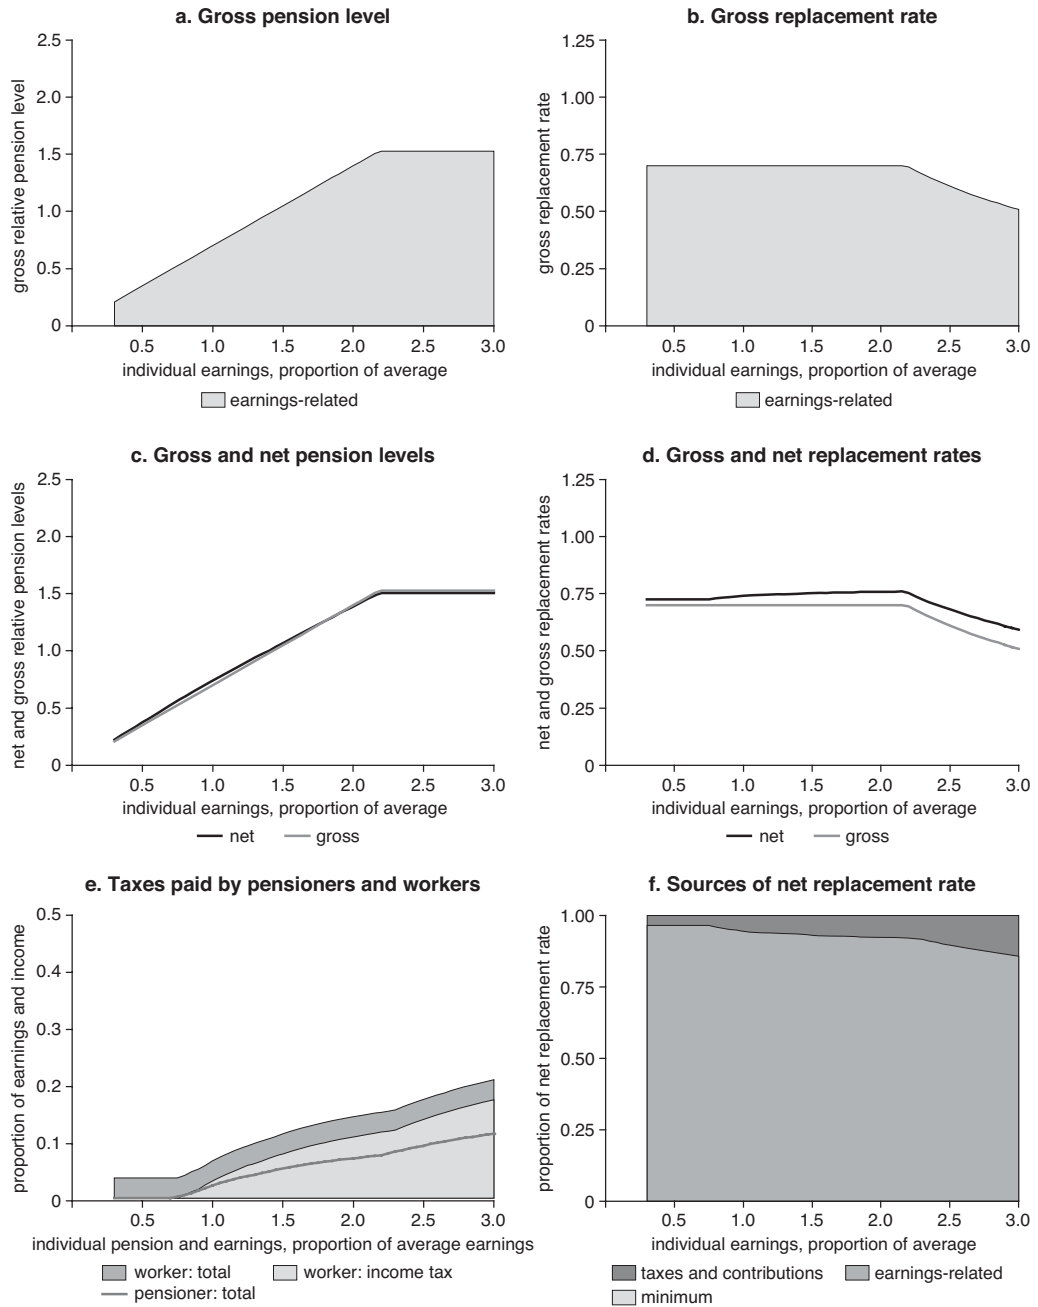 a. Gross pension level
gross relative pension level
2.5
2.0
1.5
1.0
0.5
0
0.5 1.0 1.5 2.0 2.5 3.0
individual earnings, proportion of average
earnings-related
b. Gross replacement rate
gross replacement rate
1.25
1.00
0.75
0.50
0.25
0
0.5 1.0 1.5 2.0 2.5 3.0
individual earnings, proportion of average
earnings-related
c. Gross and net pension levels
net and gross relative pension levels
2.5
2.0
1.5
1.0
0.5
0
0.5 1.0 1.5 2.0 2.5 3.0
individual earnings, proportion of average
net gross
d. Gross and net replacement rates
net and gross replacement rates
1.25
1.00
0.75
0.50
0.25
0
0.5 1.0 1.5 2.0 2.5 3.0
individual earnings, proportion of average
net gross
e. Taxes paid by pensioners and workers
proportion of earnings and income
0.5
0.4
0.3
0.2
0.1
0
0.5 1.0 1.5 2.0 2.5 3.0
individual pension and earnings, proportion of average earnings
worker: total worker: income tax
pensioner: total
f. Sources of net replacement rate
proportion of net replacement rate
1.00
0.75
0.50
0.25
0
0.5 1.0 1.5 2.0 2.5 3.0
individual earnings, proportion of average
taxes and contributions earnings-related
minimum